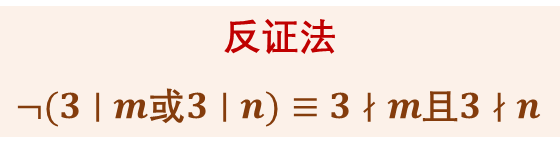 反证法
¬(3 ∣ m或3 ∣ n) ≡ 3 ∤ m且3 ∤ n